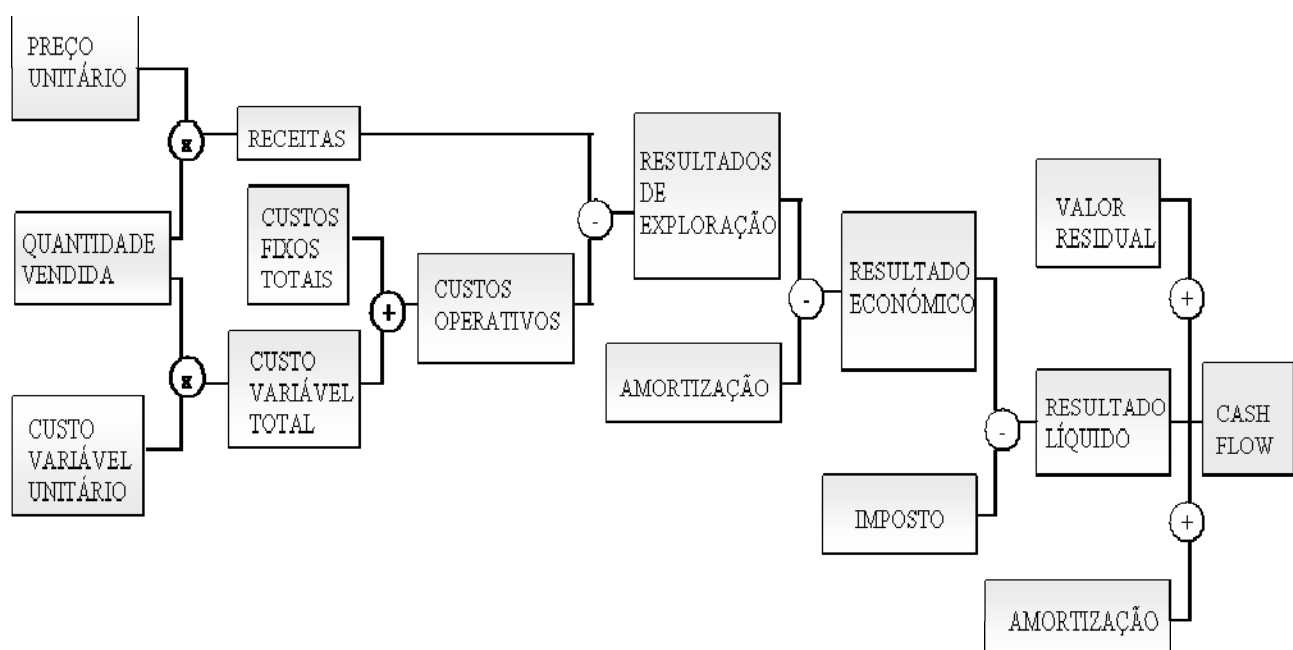 PREÇO
UNITÁRIO
x
RECEITAS
QUANTIDADE
VENDIDA
CUSTOS
FIXOS
TOTAIS
+
x
CUSTO
VARIÁVEL
UNITÁRIO
CUSTO
VARIÁVEL
TOTAL
CUSTOS
OPERATIVOS
-
RESULTADOS
DE
EXPLORAÇÃO
AMORTIZAÇÃO
-
RESULTADO
ECONÓMICO
IMPOSTO
-
VALOR
RESIDUAL
+
RESULTADO
LÍQUIDO
CASH
FLOW
+
AMORTIZAÇÃO